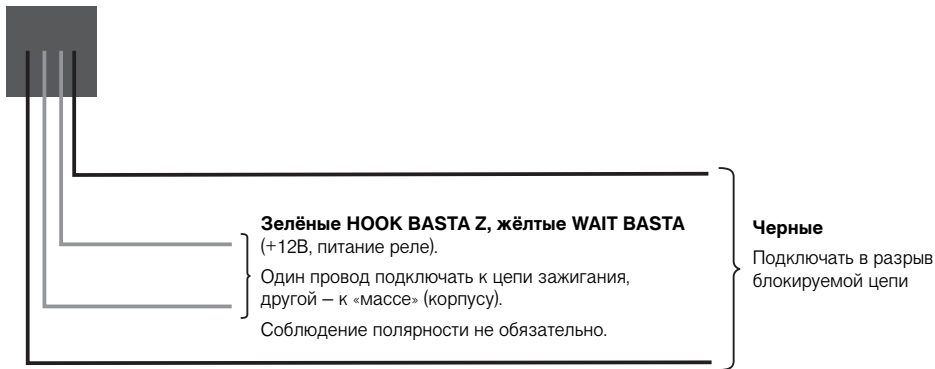 Зелёные HOOK BASTA Z, жёлтые WAIT BASTA
(+12В, питание реле).
Один провод подключать к цепи зажигания,
другой – к «массе» (корпусу).
Соблюдение полярности не обязательно.
Черные
Подключать в разрыв
блокируемой цепи